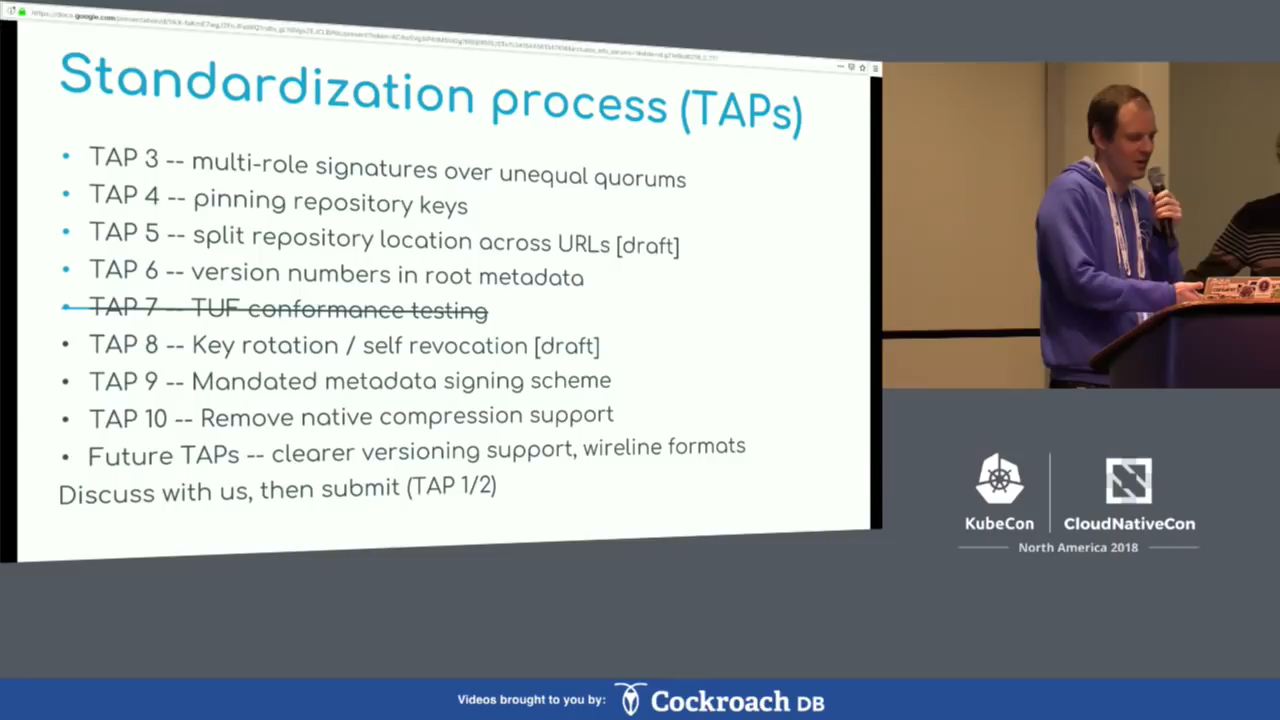 Standardization process (TAPs)
• TAP 3 -- multi-role signatures over unequal quorums
• TAP 4 -- pinning repository keys
• TAP 5 -- split repository location across URLs [draft]
• TAP 6 -- version numbers in root metadata
• TAP 7 -- TUF conformance testing
• TAP 8 -- Key rotation / self revocation [draft]
• TAP 9 -- Mandated metadata signing scheme
• TAP 10 -- Remove native compression support
• Future TAPs -- clearer versioning support, wireline formats
Discuss with us, then submit (TAP 1/2)
KubeCon
CloudNativeCon
North America 2018
Videos brought to you by:
Cockroach DB